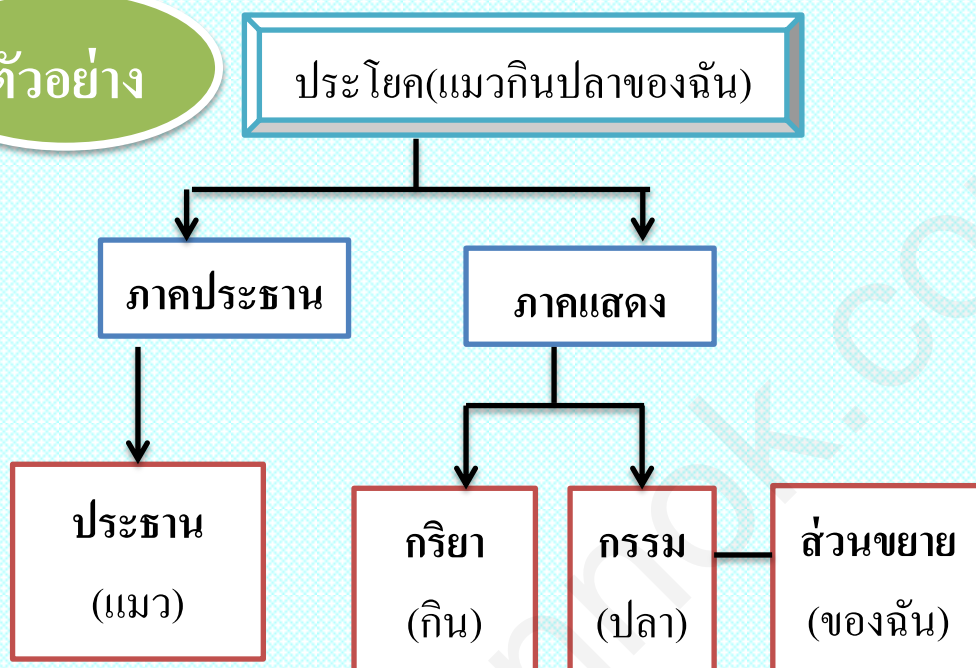 ตัวอย่าง
ประโยค(แมวกินปลาของฉัน)
ภาคประธาน
ภาคแสดง
ประธาน
(แมว)
กริยา
(กิน)
กรรม
(ปลา)
ส่วนขยาย
(ของฉัน)